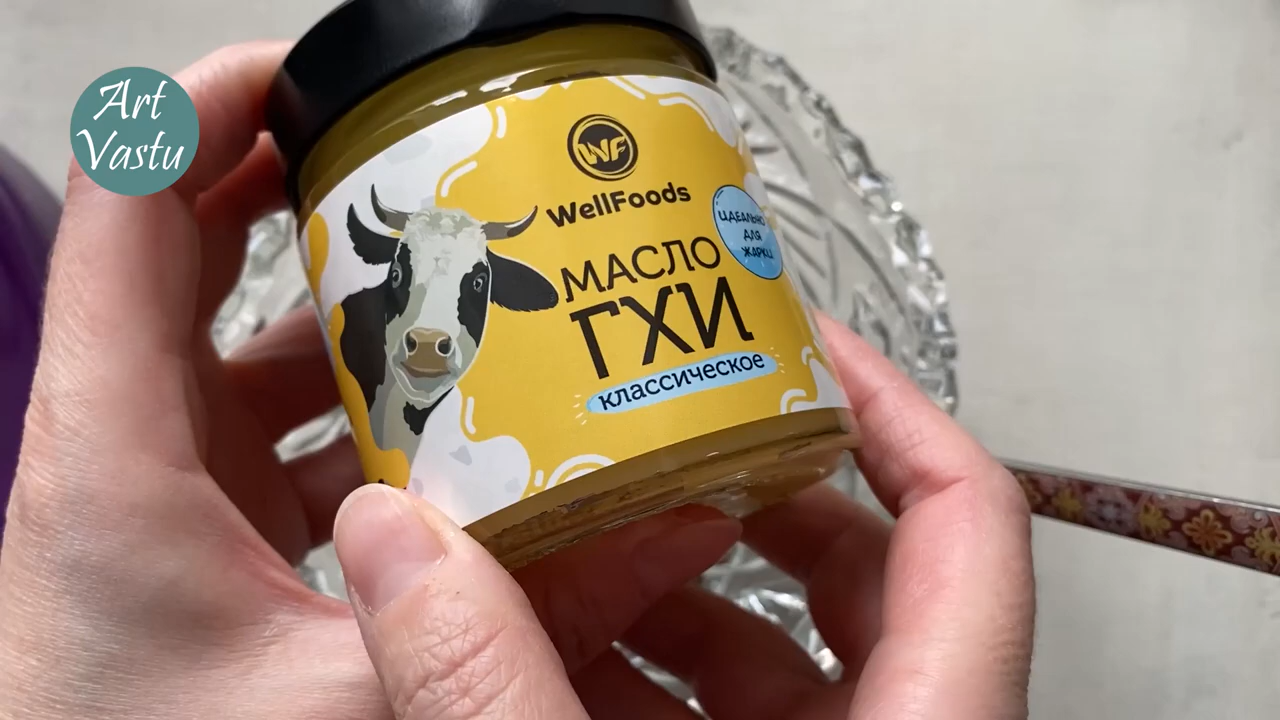 Art
Vastu
WF
WellFoods
МАСЛО
ГХИ
классическое
ИДЕАЛЬНО
ДЛЯ
ЖАРКИ